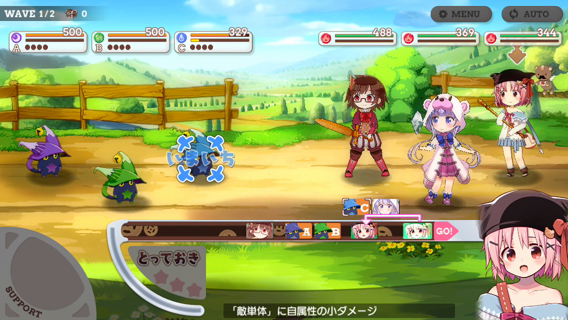 WAVE 1/2 0
MENU
AUTO
500
500
329
A
B
C
488
369
344
いまいち
C
A
B
GO!
とっておき
SUPPORT
「敵単体」に自属性の小ダメージ